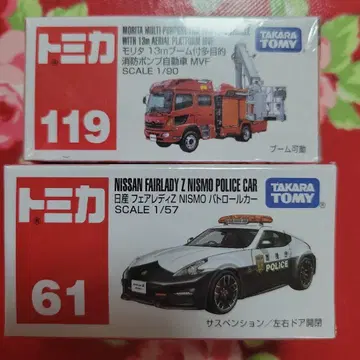 トミカ
119
MORITA MULTI-PURPOSE
WITH 13m AERIAL PLATFORM MVF
モリタ 13mブーム付多目的
消防ポンプ自動車 MVF
SCALE 1/90
TAKARA
TOMY
ブーム可動
トミカ
61
NISSAN FAIRLADY Z NISMO POLICE CAR
日産 フェアレディZ NISMO パトロールカー
SCALE 1/57
TAKARA
TOMY
POLICE
サスペンション/左右ドア開閉